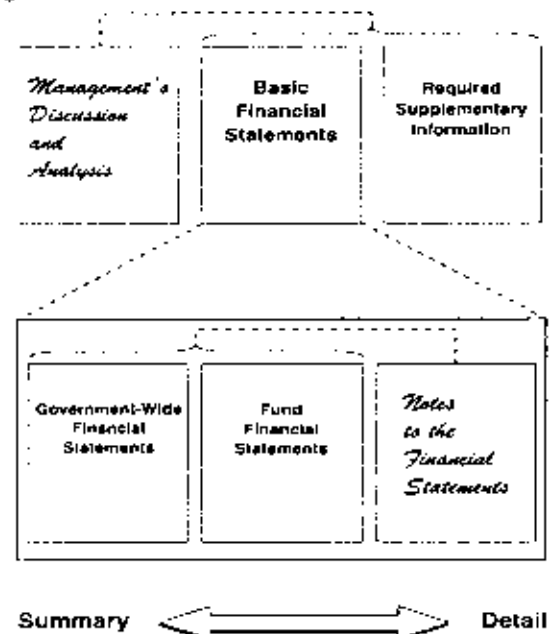 Management's
Discussion
and
Analysis
Basic
Financial
Statements
Required
Supplementary
Information
Government-Wide
Financial
Statements
Fund
Financial
Statements
Notes
to the
Financial
Statements
Summary
Detail